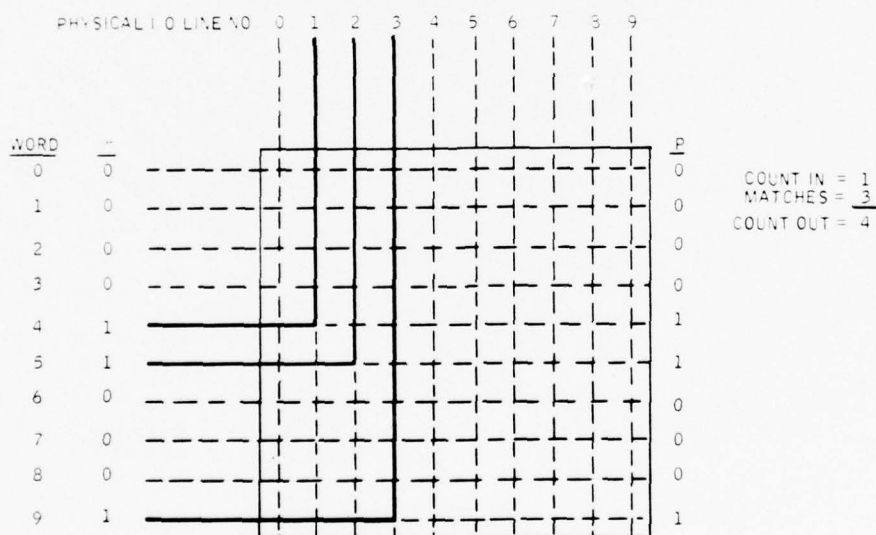 PHYSICAL I O LINE NO. 0 1 2 3 4 5 6 7 8 9
WORD P
0 0 0
1 0 0
2 0 0
3 0 0
4 1 1
5 1 1
6 0 0
7 0 0
8 0 0
9 1 1
COUNT IN = 1
MATCHES = 3
COUNT OUT = 4